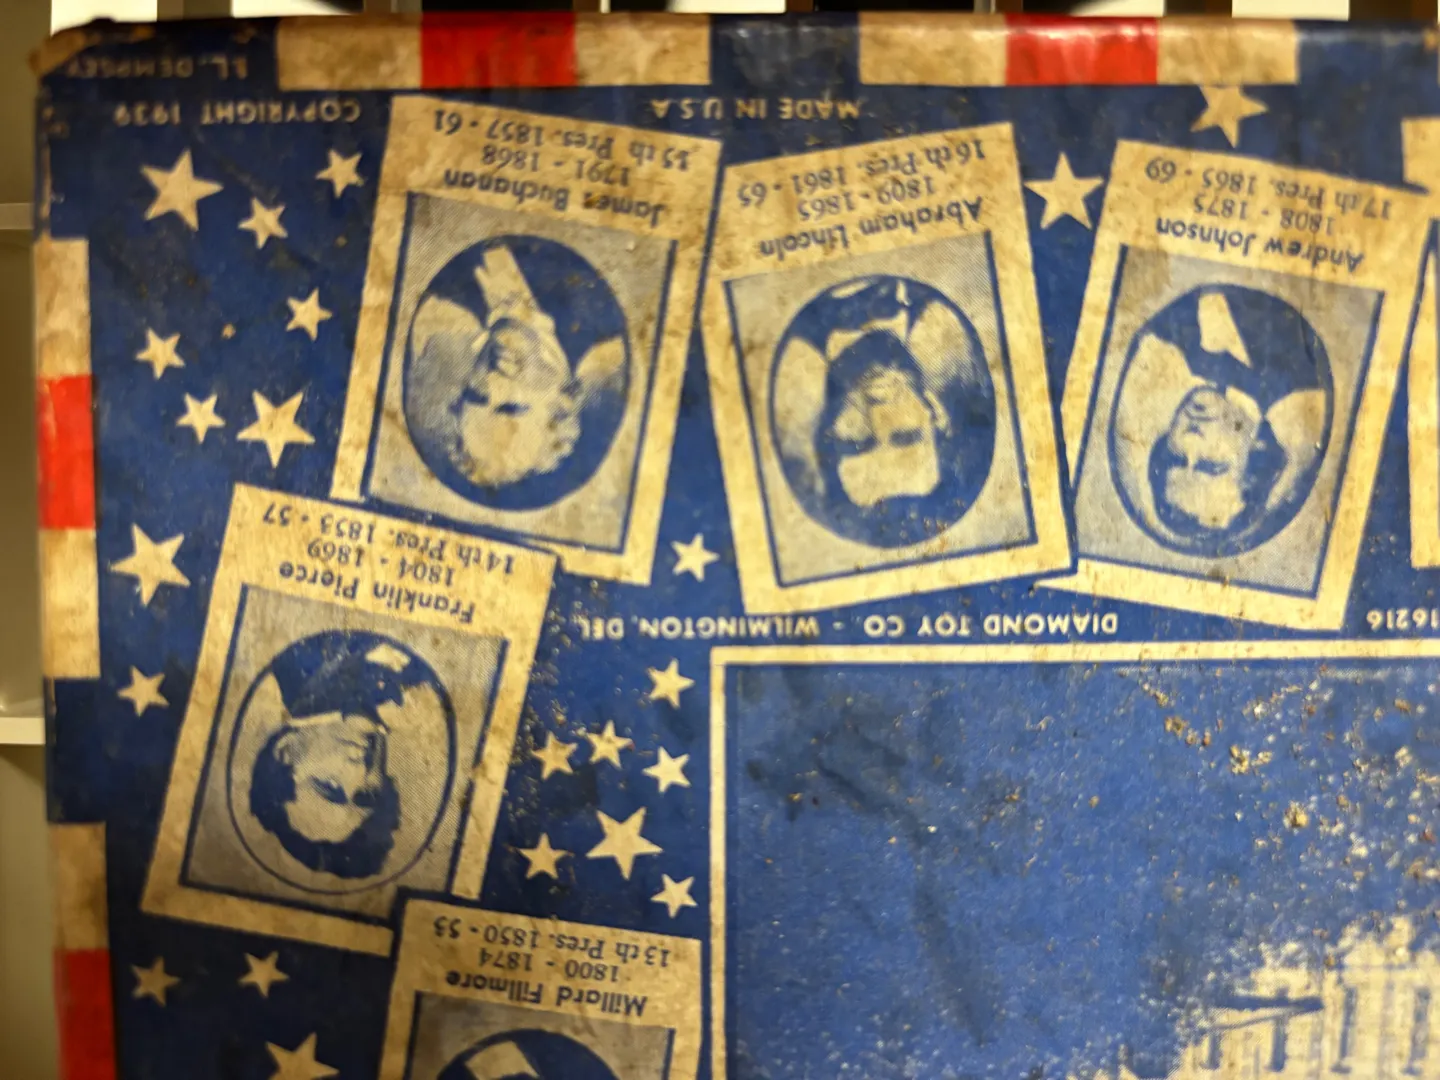 Millard Fillmore
1800 - 1874
13th Pres. 1850 - 53
16216
DIAMOND TOY CO. - WILMINGTON, DEL.
Franklin Pierce
1804 - 1869
14th Pres. 1853 - 57
Andrew Johnson
1808 - 1875
17th Pres. 1865 - 69
Abraham Lincoln
1809 - 1865
16th Pres. 1861 - 65
James Buchanan
1791 - 1868
15th Pres. 1857 - 61
MADE IN U.S.A
COPYRIGHT 1939
DEMPSEY